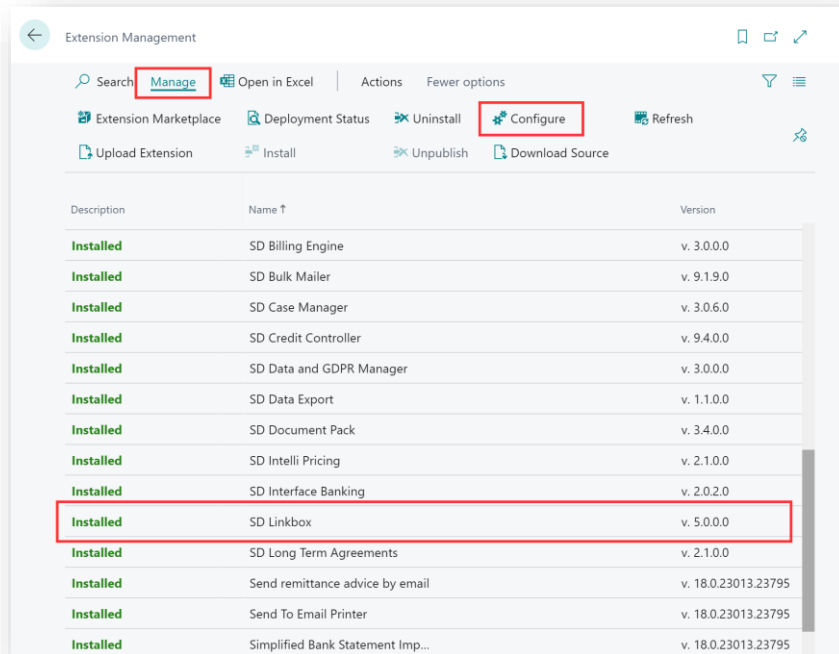 Extension Management
Search Manage Open in Excel Actions Fewer options
Extension Marketplace Deployment Status Uninstall Configure Refresh
Upload Extension Install Unpublish Download Source
Description Name ↑ Version
Installed SD Billing Engine v. 3.0.0.0
Installed SD Bulk Mailer v. 9.1.9.0
Installed SD Case Manager v. 3.0.6.0
Installed SD Credit Controller v. 9.4.0.0
Installed SD Data and GDPR Manager v. 3.0.0.0
Installed SD Data Export v. 1.1.0.0
Installed SD Document Pack v. 3.4.0.0
Installed SD Intelli Pricing v. 2.1.0.0
Installed SD Interface Banking v. 2.0.2.0
Installed SD Linkbox v. 5.0.0.0
Installed SD Long Term Agreements v. 2.1.0.0
Installed Send remittance advice by email v. 18.0.23013.23795
Installed Send To Email Printer v. 18.0.23013.23795
Installed Simplified Bank Statement Imp... v. 18.0.23013.23795